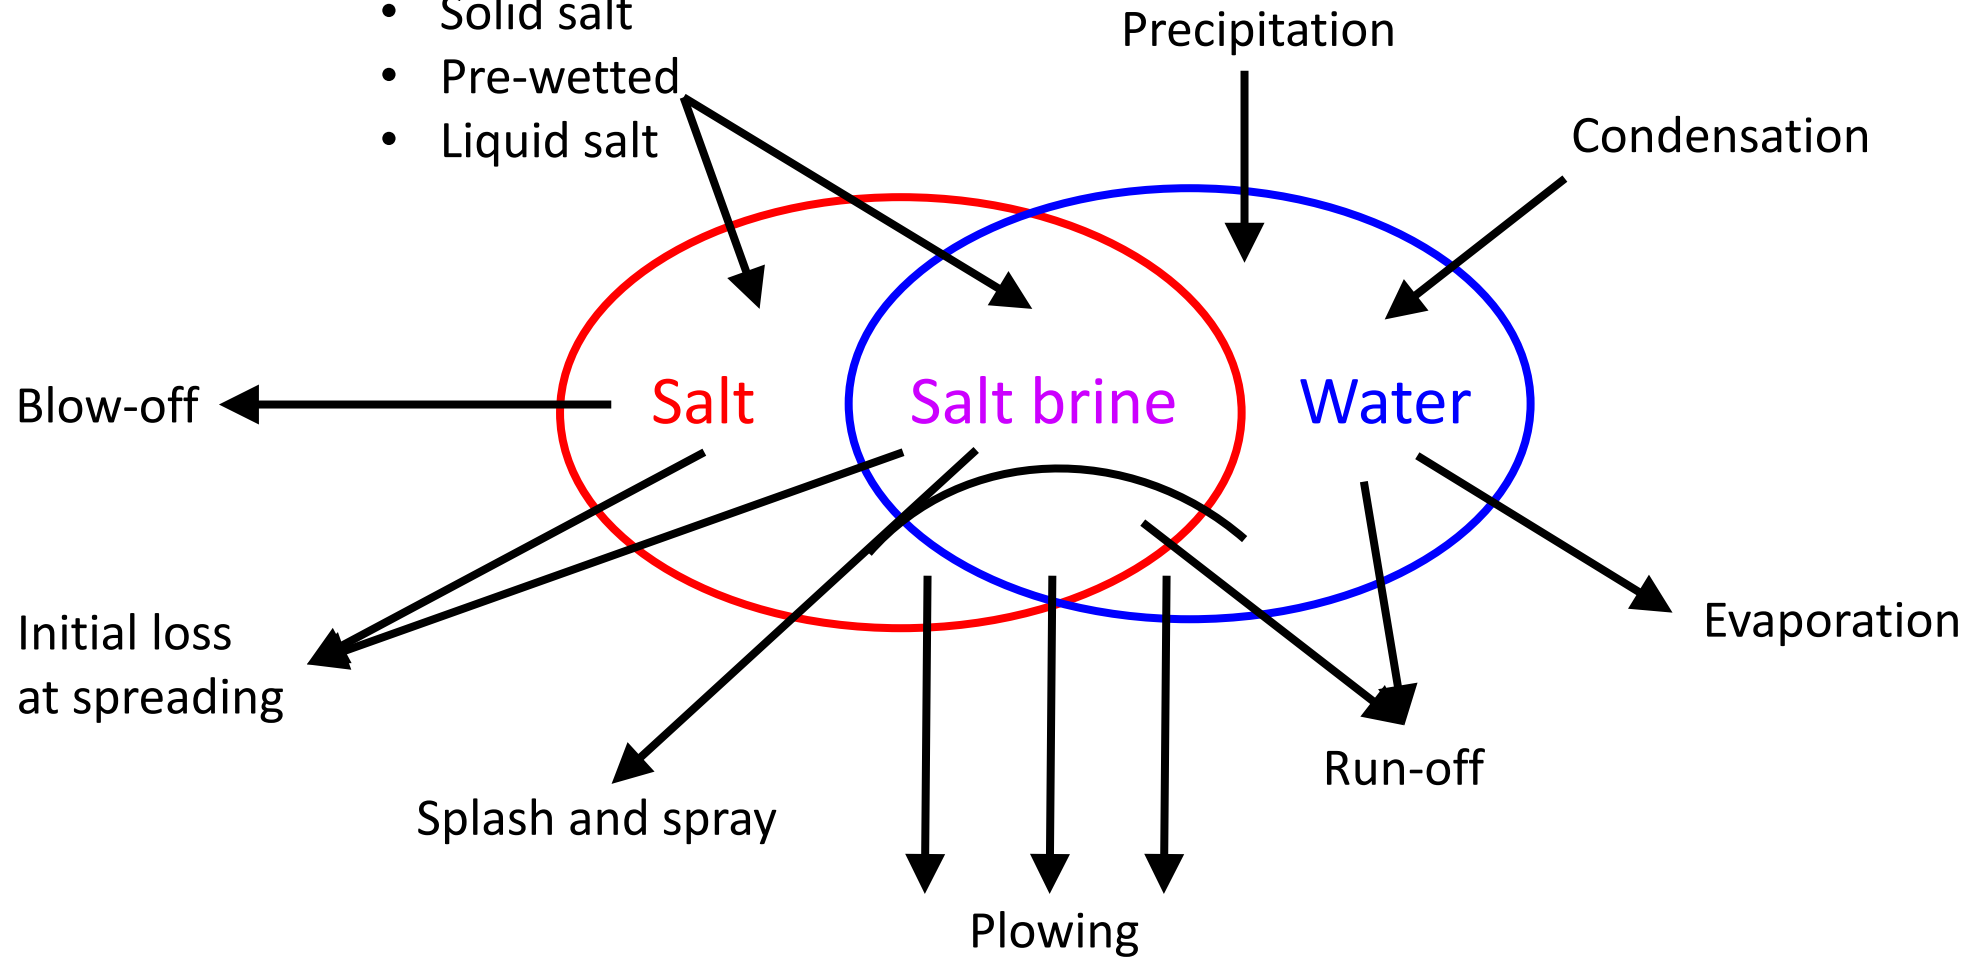 • Solid salt
• Pre-wetted
• Liquid salt
Precipitation
Condensation
Blow-off
Salt
Salt brine
Water
Initial loss
at spreading
Evaporation
Run-off
Splash and spray
Plowing